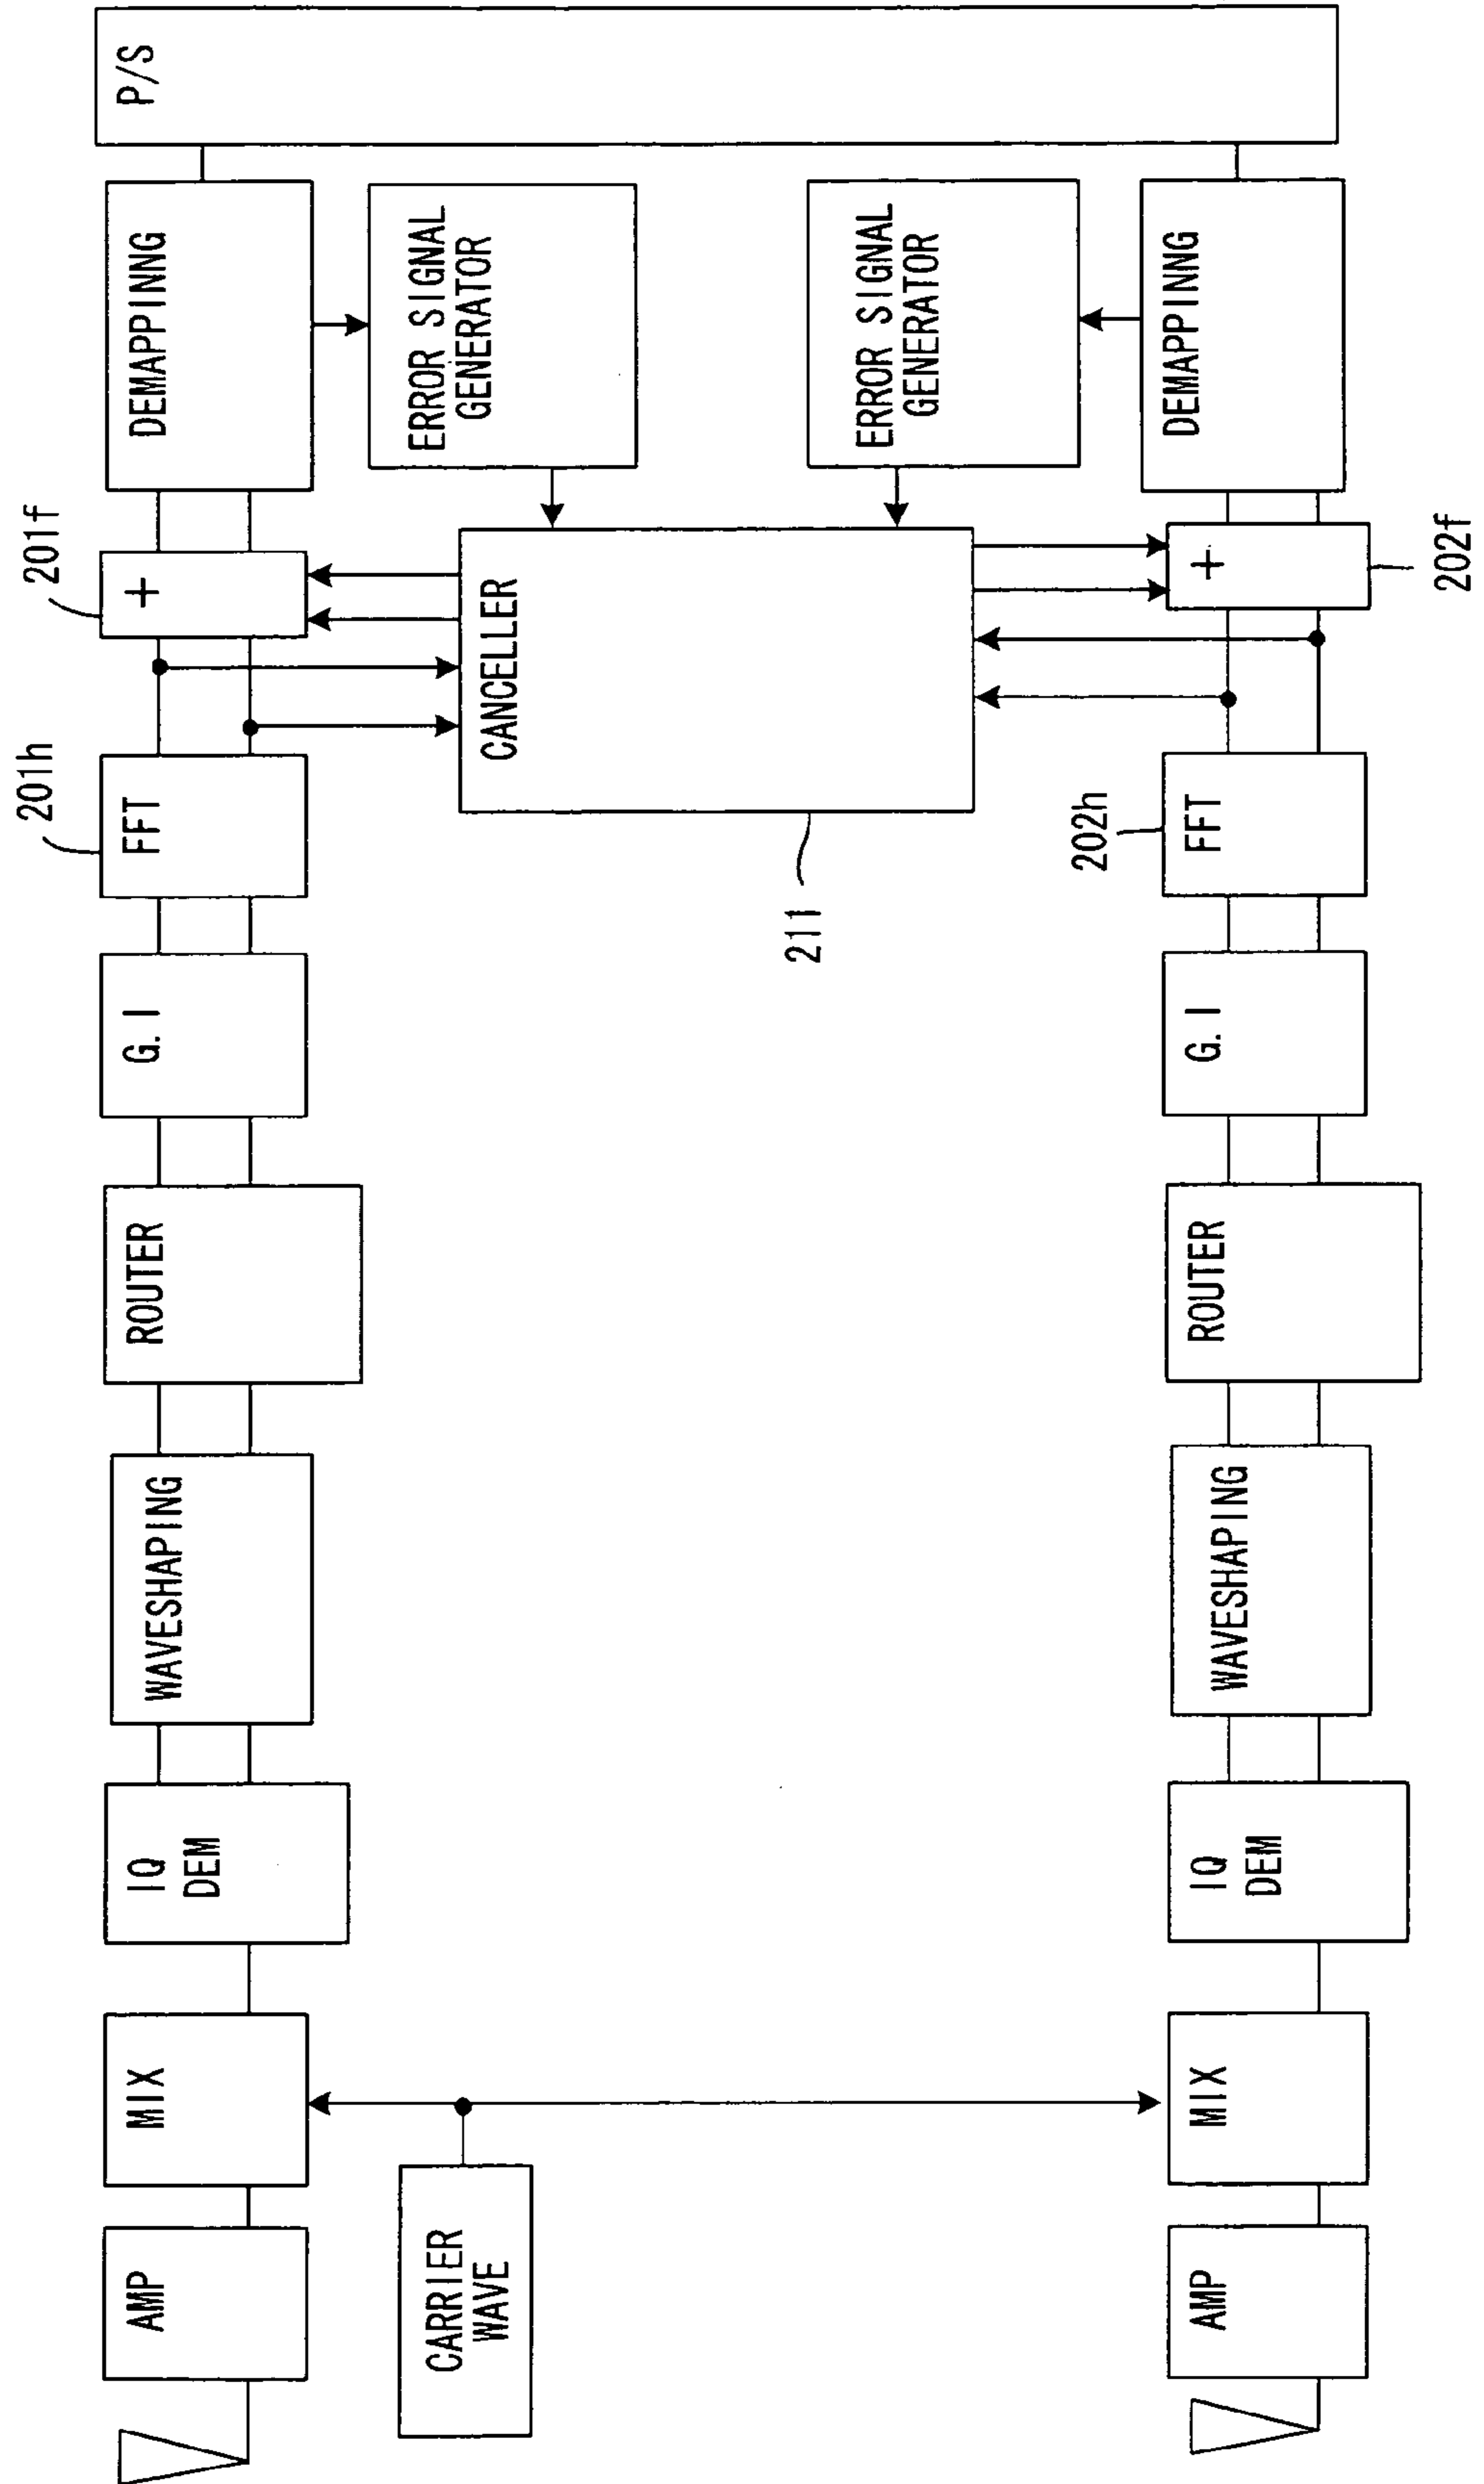 AMP
MIX
IQ
DEM
WAVESHAPING
ROUTER
G.I
FFT
201h
+
201f
DEMAPPINNG
P/S
CARRIER
WAVE
ERROR SIGNAL
GENERATOR
CANCELLER
211
ERROR SIGNAL
GENERATOR
AMP
MIX
IQ
DEM
WAVESHAPING
ROUTER
G.I
FFT
202h
+
202f
DEMAPPINNG